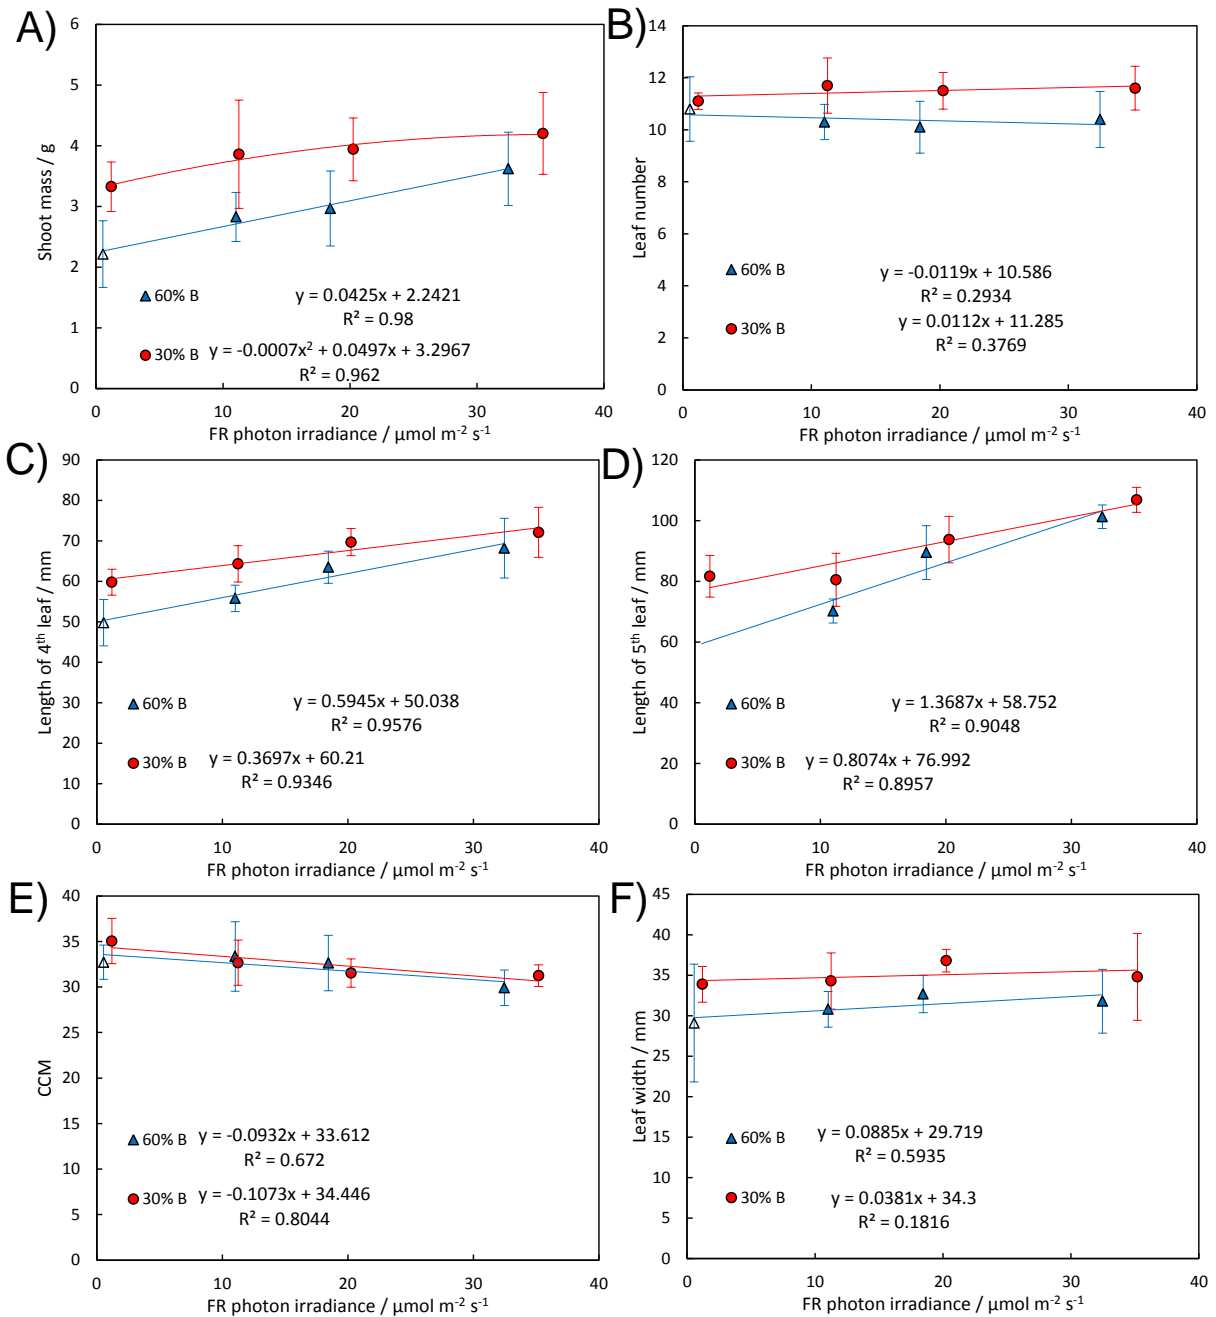 A)
6
5
4
3
2
1
0
Shoot mass / g
60% B
y = 0.0425x + 2.2421
R² = 0.98
30% B
y = -0.0007x² + 0.0497x + 3.2967
R² = 0.962
0 10 20 30 40
FR photon irradiance / µmol m⁻² s⁻¹
B)
14
12
10
8
6
4
2
0
Leaf number
60% B
y = -0.0119x + 10.586
R² = 0.2934
30% B
y = 0.0112x + 11.285
R² = 0.3769
0 10 20 30 40
FR photon irradiance / µmol m⁻² s⁻¹
C)
90
80
70
60
50
40
30
20
10
0
Length of 4ᵗʰ leaf / mm
60% B
y = 0.5945x + 50.038
R² = 0.9576
30% B
y = 0.3697x + 60.21
R² = 0.9346
0 10 20 30 40
FR photon irradiance / µmol m⁻² s⁻¹
D)
120
100
80
60
40
20
0
Length of 5ᵗʰ leaf / mm
60% B
y = 1.3687x + 58.752
R² = 0.9048
30% B
y = 0.8074x + 76.992
R² = 0.8957
0 10 20 30 40
FR photon irradiance / µmol m⁻² s⁻¹
E)
40
35
30
25
20
15
10
5
0
CCM
60% B
y = -0.0932x + 33.612
R² = 0.672
30% B
y = -0.1073x + 34.446
R² = 0.8044
0 10 20 30 40
FR photon irradiance / µmol m⁻² s⁻¹
F)
45
40
35
30
25
20
15
10
5
0
Leaf width / mm
60% B
y = 0.0885x + 29.719
R² = 0.5935
30% B
y = 0.0381x + 34.3
R² = 0.1816
0 10 20 30 40
FR photon irradiance / µmol m⁻² s⁻¹